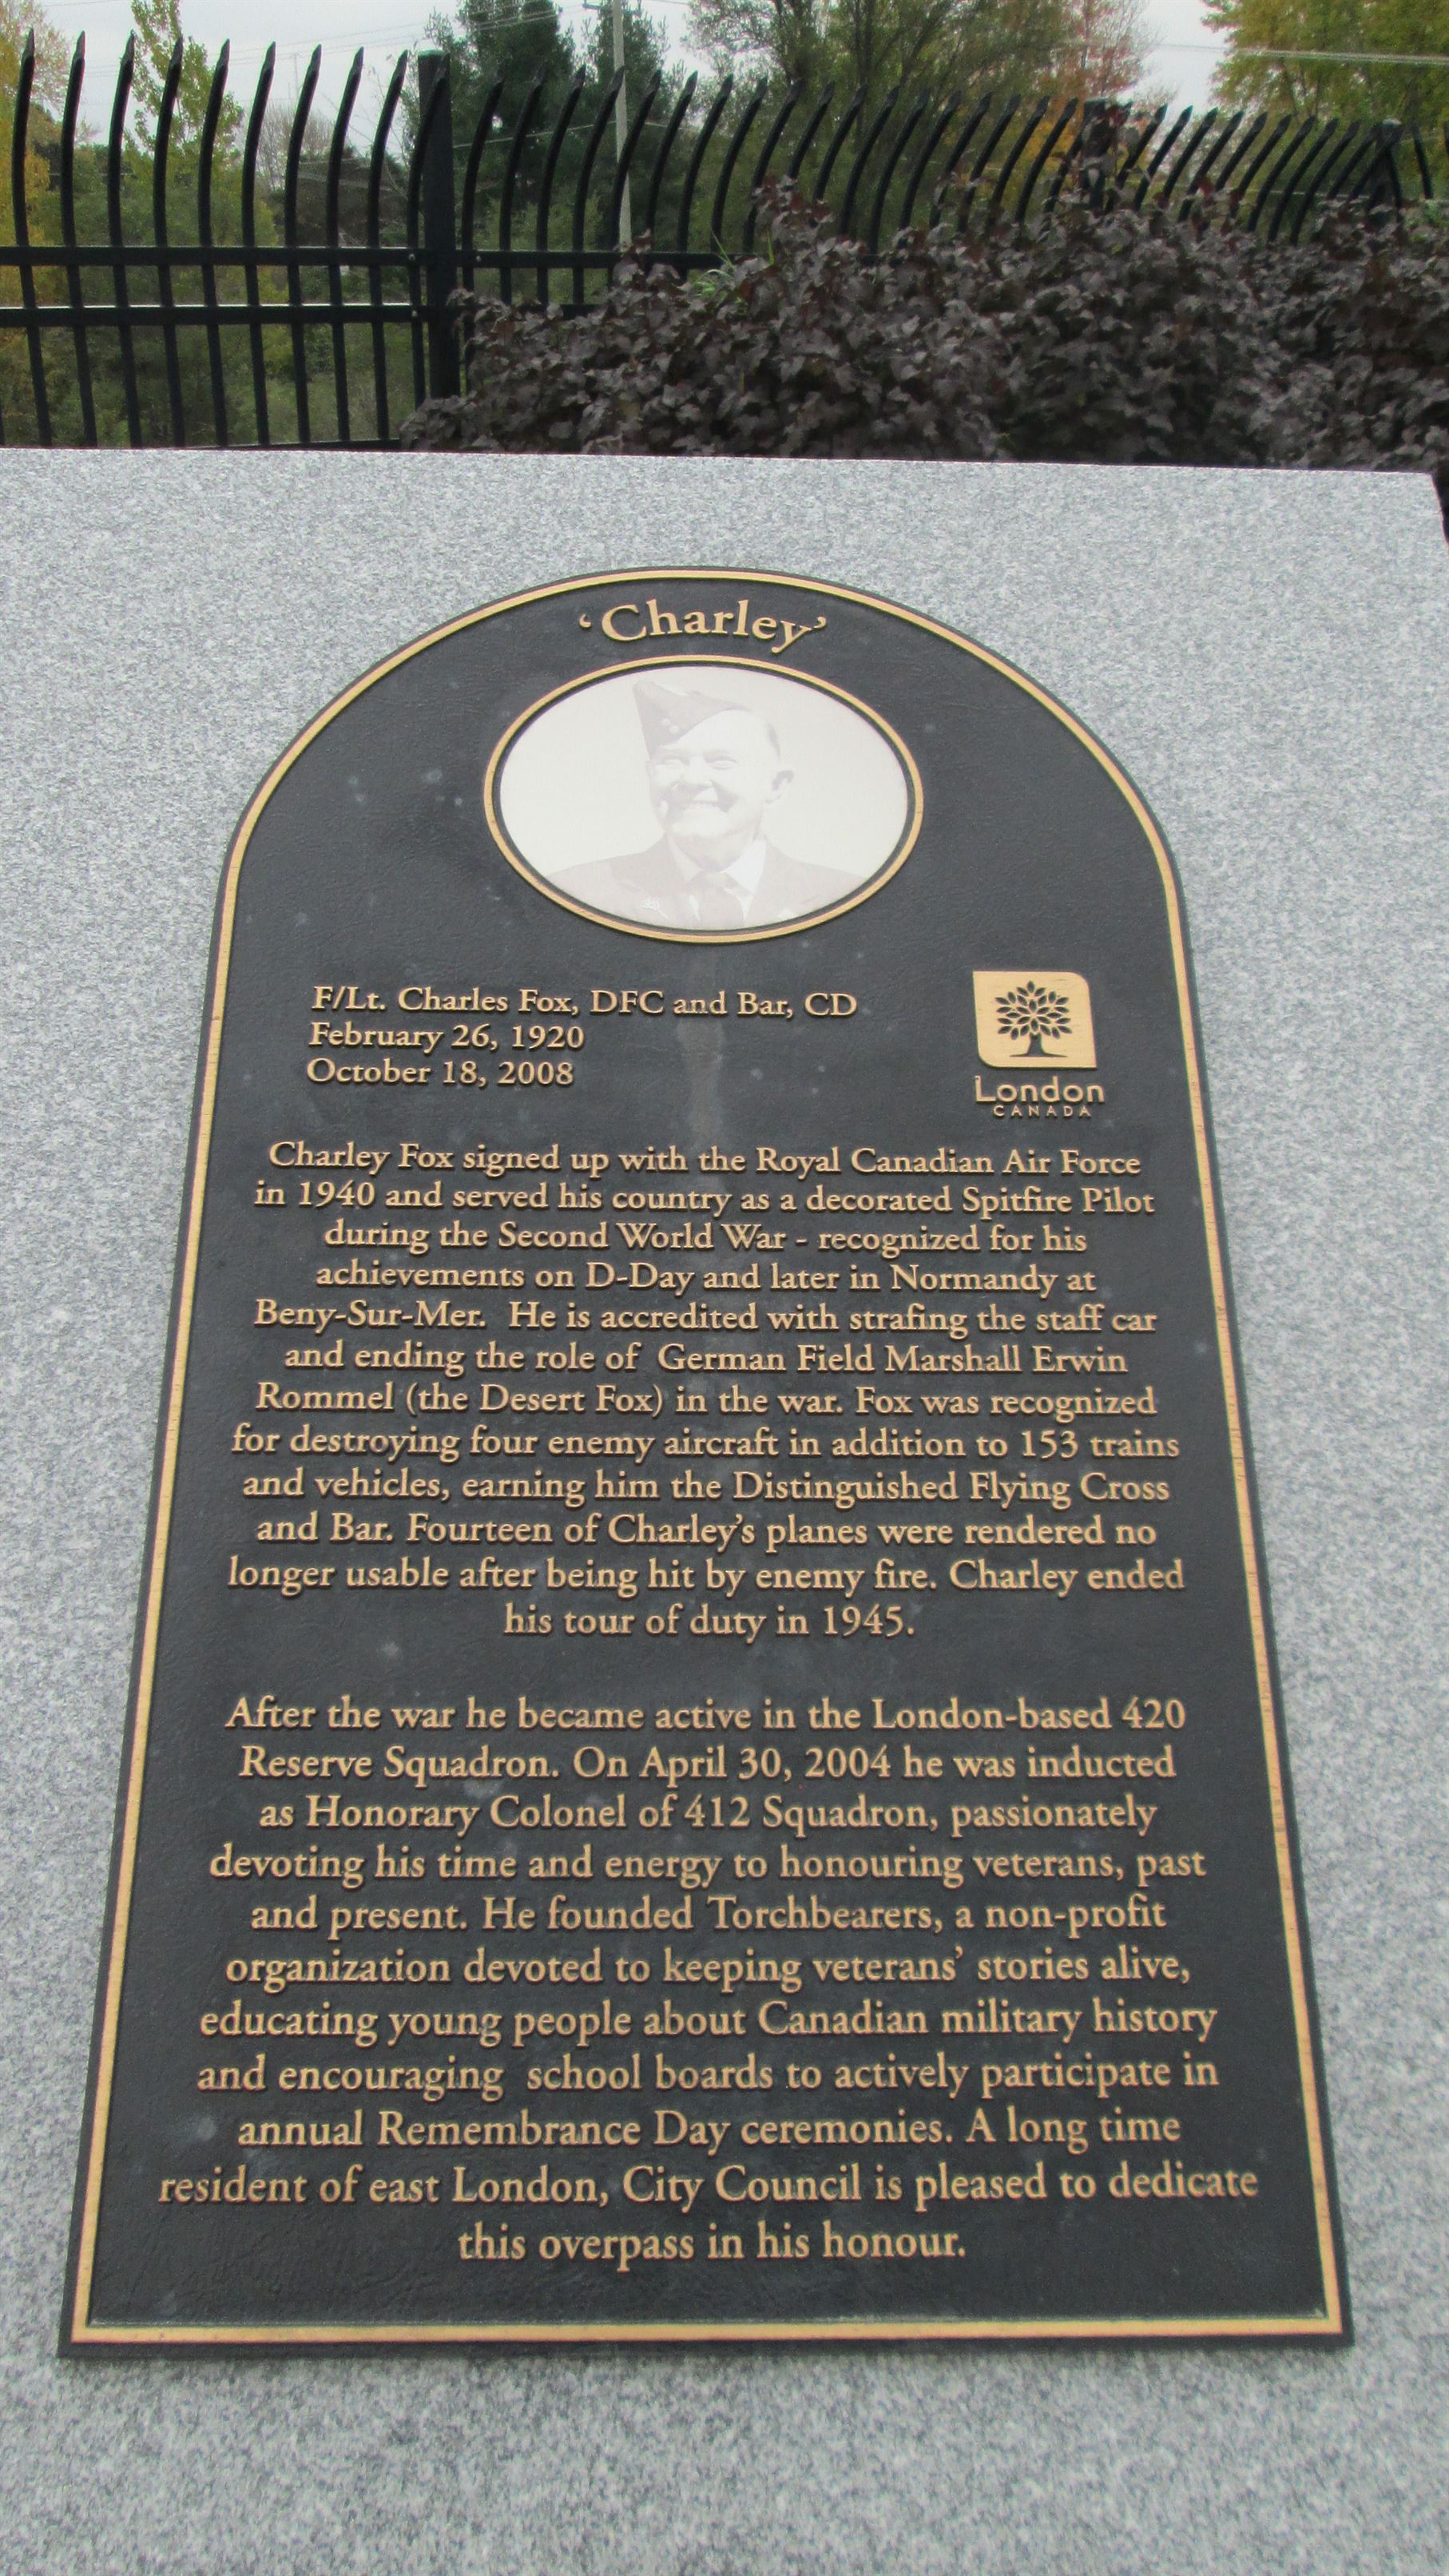 ‘Charley’
F/Lt. Charles Fox, DFC and Bar, CD
February 26, 1920
October 18, 2008
London
CANADA
Charley Fox signed up with the Royal Canadian Air Force
in 1940 and served his country as a decorated Spitfire Pilot
during the Second World War - recognized for his
achievements on D-Day and later in Normandy at
Beny-Sur-Mer. He is accredited with strafing the staff car
and ending the role of German Field Marshall Erwin
Rommel (the Desert Fox) in the war. Fox was recognized
for destroying four enemy aircraft in addition to 153 trains
and vehicles, earning him the Distinguished Flying Cross
and Bar. Fourteen of Charley’s planes were rendered no
longer usable after being hit by enemy fire. Charley ended
his tour of duty in 1945.
After the war he became active in the London-based 420
Reserve Squadron. On April 30, 2004 he was inducted
as Honorary Colonel of 412 Squadron, passionately
devoting his time and energy to honouring veterans, past
and present. He founded Torchbearers, a non-profit
organization devoted to keeping veterans’ stories alive,
educating young people about Canadian military history
and encouraging school boards to actively participate in
annual Remembrance Day ceremonies. A long time
resident of east London, City Council is pleased to dedicate
this overpass in his honour.